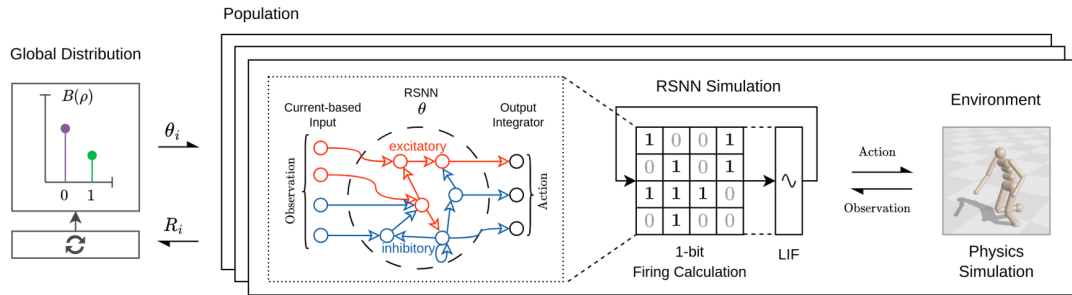 Population
Global Distribution
B(ρ)
0 1
θi
Ri
Current-based
Input
RSNN
θ
Output
Integrator
Observation
excitatory
inhibitory
Action
RSNN Simulation
1 0 0 1
0 1 0 1
1 1 1 0
0 1 0 0
1-bit
Firing Calculation
LIF
Action
Observation
Environment
Physics
Simulation